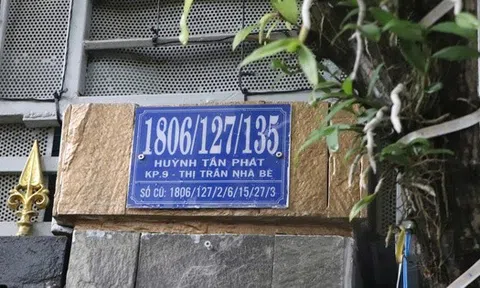 1806/127/135
HUỲNH TẤN PHÁT
KP.9 - THỊ TRẤN NHÀ BÈ
SỐ CŨ: 1806/127/2/6/15/27/3